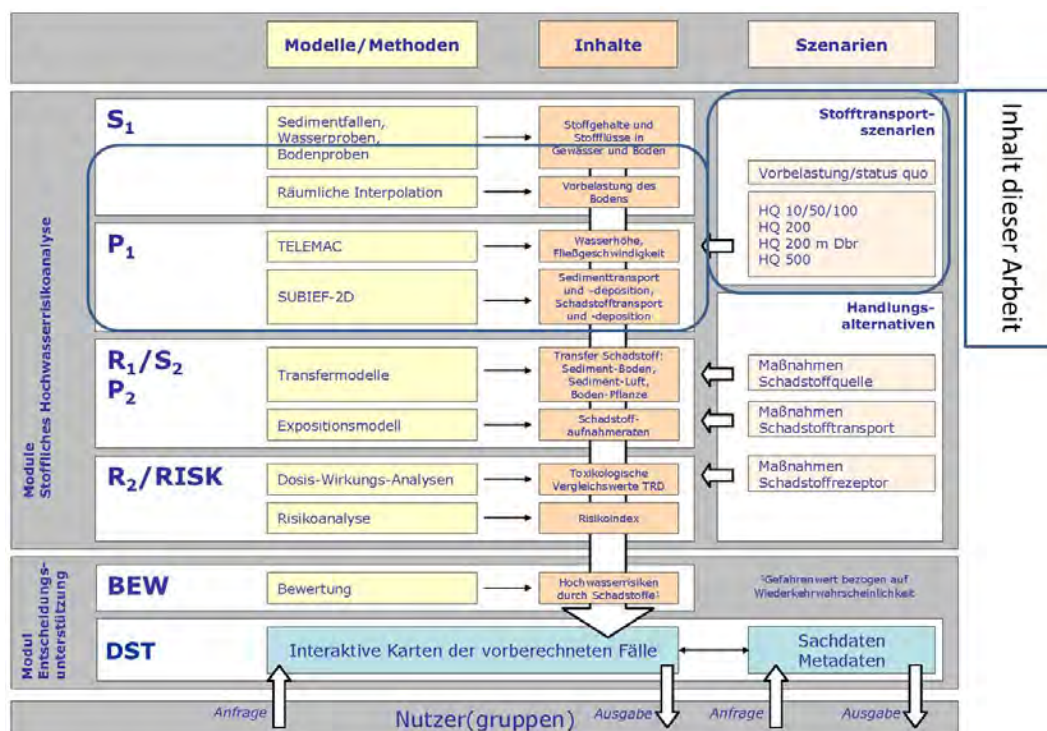 Modelle/Methoden
Inhalte
Szenarien
Inhalt dieser Arbeit
Module
Stoffliches Hochwasserrisikoanalyse
S1
Sedimentfallen,
Wasserproben,
Bodenproben
Stoffgehalte und
Stoffflüsse in
Gewässer und Boden
Räumliche Interpolation
Vorbelastung des
Bodens
Stofftransport-
szenarien
Vorbelastung/status quo
HQ 10/50/100
HQ 200
HQ 200 m Dbr
HQ 500
P1
TELEMAC
Wasserhöhe,
Fließgeschwindigkeit
SUBIEF-2D
Sedimenttransport
und -deposition,
Schadstofftransport
und -deposition
Handlungs-
alternativen
R1/S2
P2
Transfermodelle
Transfer Schadstoff:
Sediment-Boden,
Sediment-Luft,
Boden-Pflanze
Maßnahmen
Schadstoffquelle
Expositionsmodell
Schadstoff-
aufnahmeraten
Maßnahmen
Schadstofftransport
R2/RISK
Dosis-Wirkungs-Analysen
Toxikologische
Vergleichswerte TRD
Maßnahmen
Schadstoffrezeptor
Risikoanalyse
Risikoindex
Modul
Entscheidungs-
unterstützung
BEW
Bewertung
Hochwasserrisiken
durch Schadstoffe¹
¹Gefahrenwert bezogen auf
Wiederkehrwahrscheinlichkeit
DST
Interaktive Karten der vorberechneten Fälle
Sachdaten
Metadaten
Anfrage
Nutzer(gruppen)
Ausgabe
Anfrage
Ausgabe